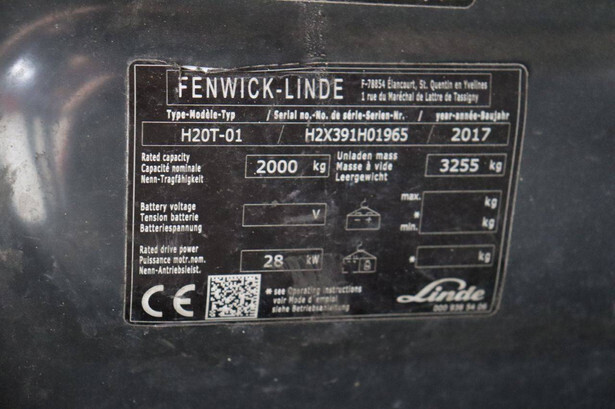 FENWICK-LINDE
F-78854 Élancourt, St. Quentin en Yvelines
1 rue du Maréchal de Lattre de Tassigny
Type-Modèle-Typ / Serial no.-No. de série-Serien-Nr. / year-année-Baujahr
H20T-01 / H2X391H01965 / 2017
Rated capacity
Capacité nominale
Nenn-Tragfähigkeit
2000 kg
Unladen mass
Masse à vide
Leergewicht
3255 kg
Battery voltage
Tension batterie
Batteriespannung
V
max. kg
*
min. kg
Rated drive power
Puissance motr.nom.
Nenn-Antriebsleist.
28 kW
* kg
CE
* see Operating instructions
voir Mode d'emploi
siehe Betriebsanleitung
Linde
000 939 54 06